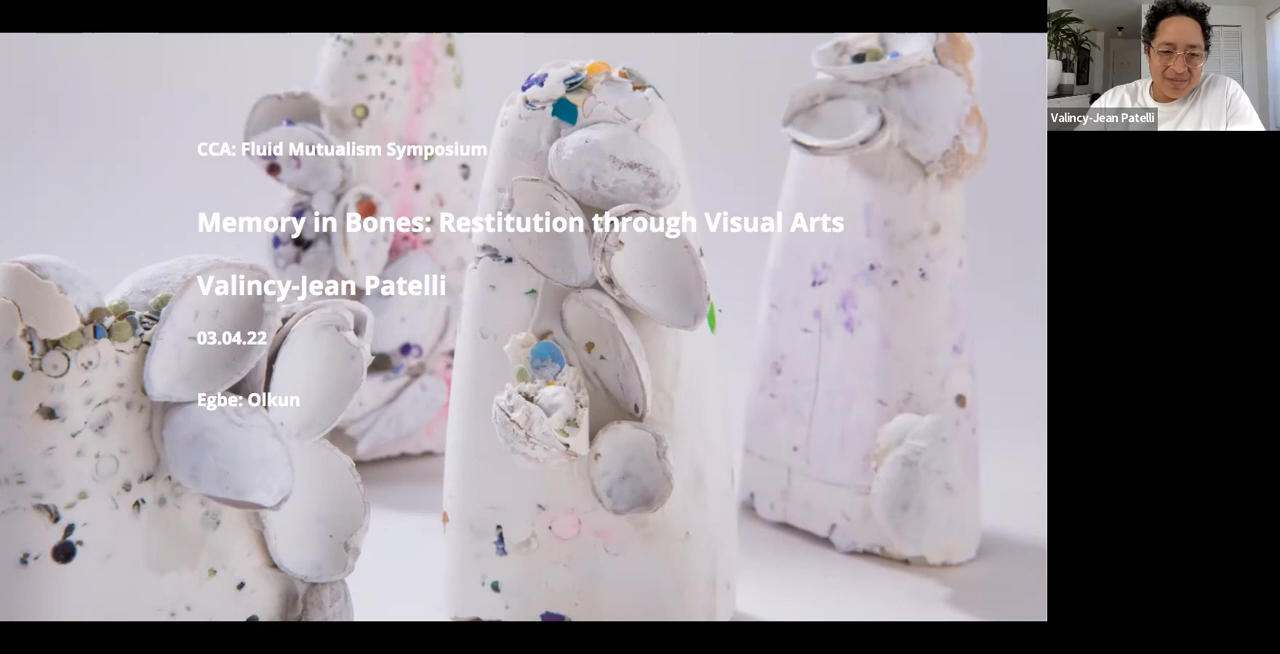 CCA: Fluid Mutualism Symposium
Memory in Bones: Restitution through Visual Arts
Valincy-Jean Patelli
03.04.22
Egbe: Olkun
Valincy-Jean Patelli